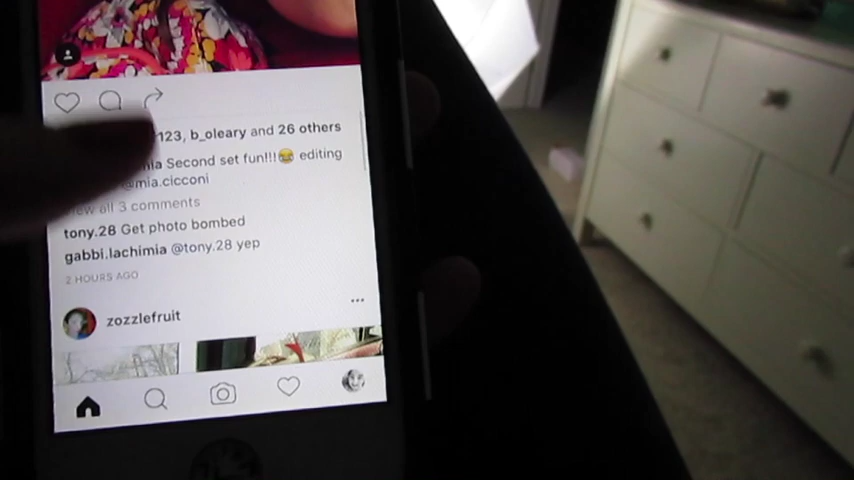 123, b_oleary and 26 others
Second set fun!!!😂 editing
@mia.cicconi
all 3 comments
tony.28 Get photo bombed
gabbi.lachimia @tony.28 yep
2 HOURS AGO
zozzlefruit